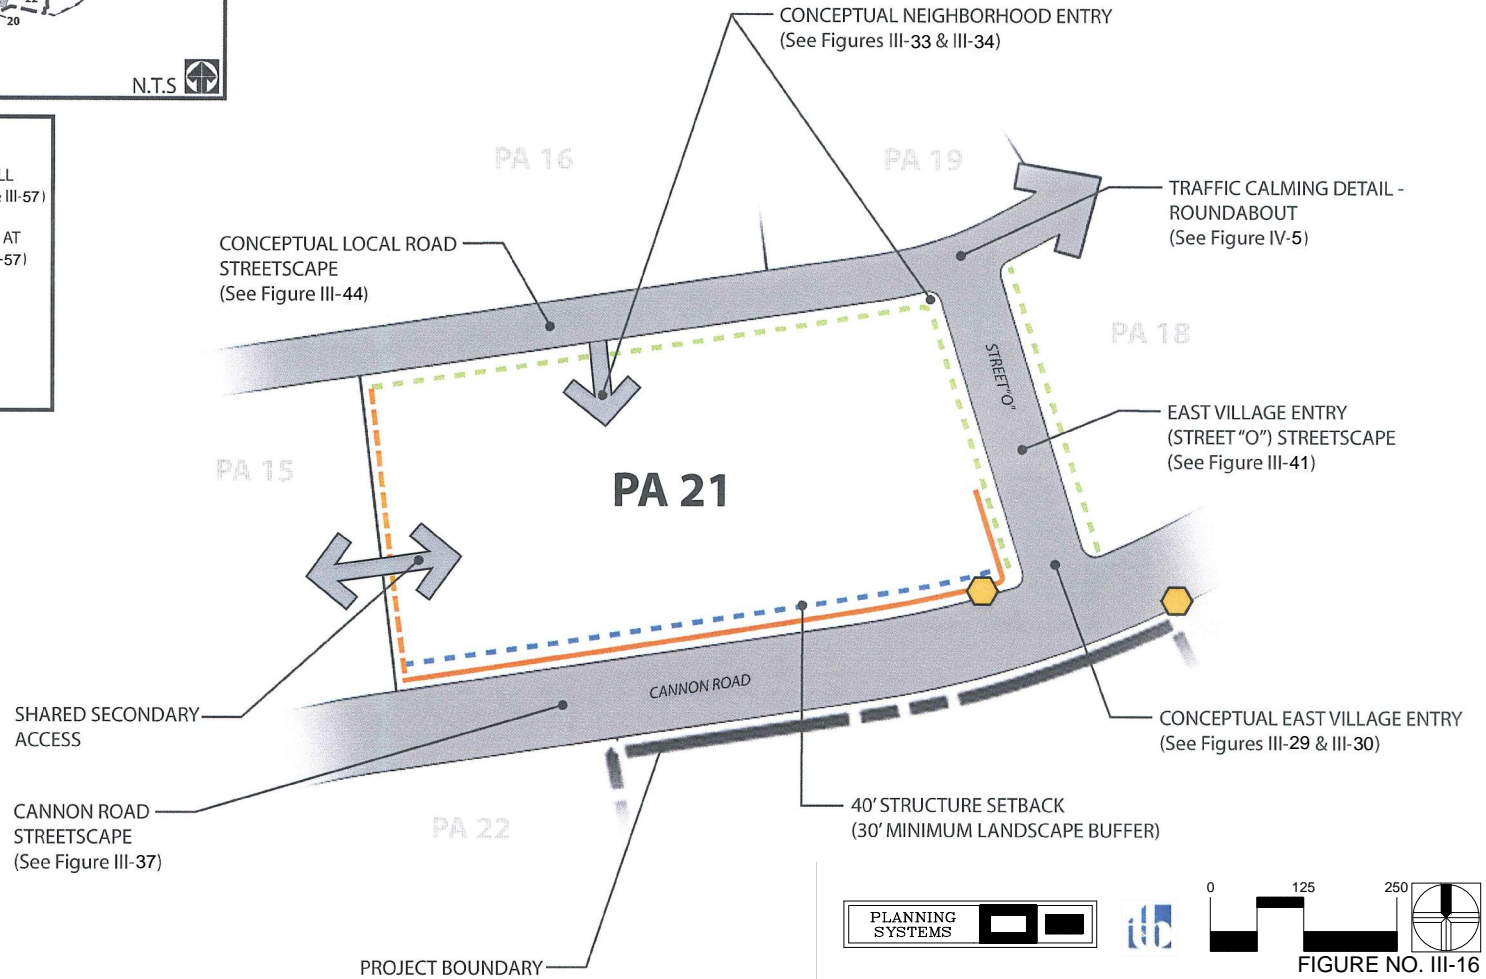 20
N.T.S
LL
III-57)
AT
-57)
CONCEPTUAL NEIGHBORHOOD ENTRY
(See Figures III-33 & III-34)
PA 16
PA 19
TRAFFIC CALMING DETAIL -
ROUNDABOUT
(See Figure IV-5)
CONCEPTUAL LOCAL ROAD
STREETSCAPE
(See Figure III-44)
PA 18
STREET "O"
EAST VILLAGE ENTRY
(STREET "O") STREETSCAPE
(See Figure III-41)
PA 15
PA 21
CANNON ROAD
SHARED SECONDARY
ACCESS
CONCEPTUAL EAST VILLAGE ENTRY
(See Figures III-29 & III-30)
CANNON ROAD
STREETSCAPE
(See Figure III-37)
PA 22
40' STRUCTURE SETBACK
(30' MINIMUM LANDSCAPE BUFFER)
PROJECT BOUNDARY
PLANNING
SYSTEMS
0 125 250
FIGURE NO. III-16